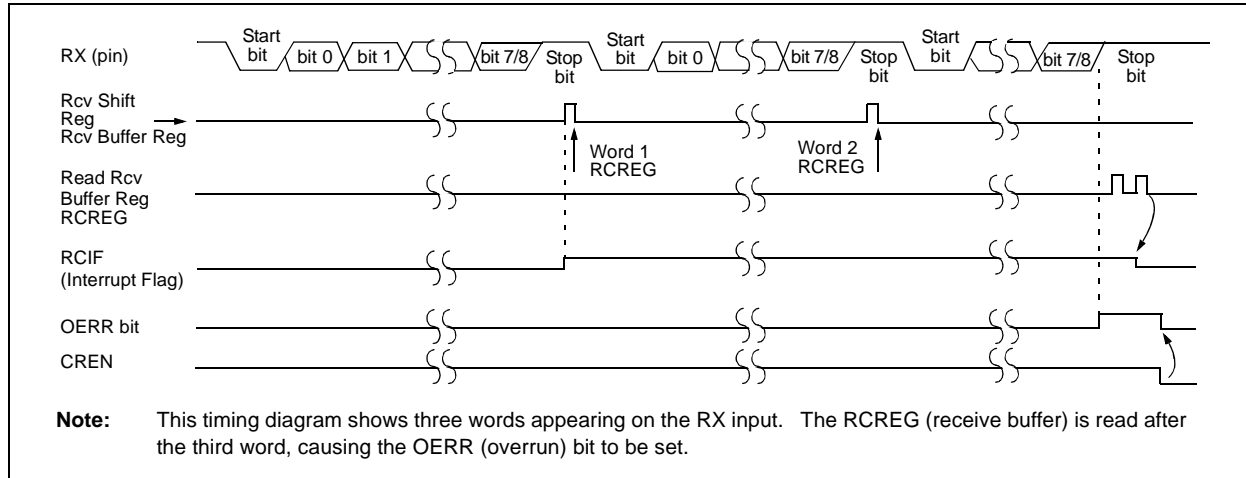 RX (pin)
Start
bit
bit 0
bit 1
bit 7/8
Stop
bit
Start
bit
bit 0
bit 7/8
Stop
bit
Start
bit
bit 7/8
Stop
bit
Rcv Shift
Reg
Rcv Buffer Reg
Word 1
RCREG
Word 2
RCREG
Read Rcv
Buffer Reg
RCREG
RCIF
(Interrupt Flag)
OERR bit
CREN
Note: This timing diagram shows three words appearing on the RX input. The RCREG (receive buffer) is read after
the third word, causing the OERR (overrun) bit to be set.